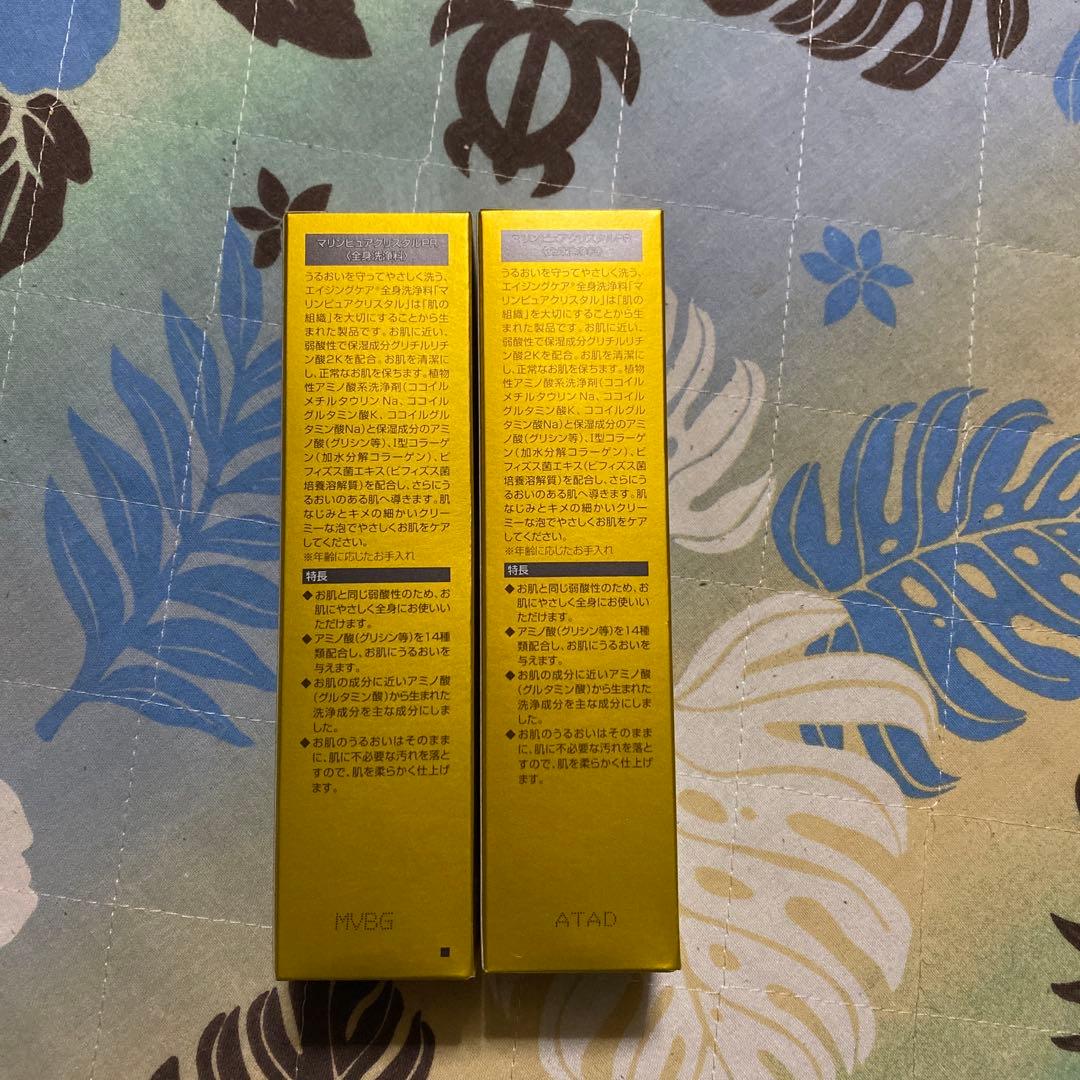 マリンピュアクリスタルPR
〈全身洗浄料〉
うるおいを守ってやさしく洗う、
エイジングケア※全身洗浄料「マ
リンピュアクリスタル」は「肌の
組織」を大切にすることから生
まれた製品です。お肌に近い、
弱酸性で保湿成分グリチルリチ
ン酸2Kを配合。お肌を清潔に
し、正常なお肌を保ちます。植物
性アミノ酸系洗浄剤(ココイル
メチルタウリンNa、ココイル
グルタミン酸K、ココイルグル
タミン酸Na)と保湿成分のアミ
ノ酸(グリシン等)、I型コラーゲ
ン(加水分解コラーゲン)、ビ
フィズス菌エキス(ビフィズス菌
培養溶解質)を配合し、さらにう
るおいのある肌へ導きます。肌
なじみとキメの細かいクリー
ミーな泡でやさしくお肌をケア
してください。
※年齢に応じたお手入れ
特長
◆お肌と同じ弱酸性のため、お
肌にやさしく全身にお使いい
ただけます。
◆アミノ酸(グリシン等)を14種
類配合し、お肌にうるおいを
与えます。
◆お肌の成分に近いアミノ酸
(グルタミン酸)から生まれた
洗浄成分を主な成分にしま
した。
◆お肌のうるおいはそのまま
に、肌に不必要な汚れを落と
すので、肌を柔らかく仕上げ
ます。
MVBG
マリンピュアクリスタルPR
〈全身洗浄料〉
うるおいを守ってやさしく洗う、
エイジングケア※全身洗浄料「マ
リンピュアクリスタル」は「肌の
組織」を大切にすることから生
まれた製品です。お肌に近い、
弱酸性で保湿成分グリチルリチ
ン酸2Kを配合。お肌を清潔に
し、正常なお肌を保ちます。植物
性アミノ酸系洗浄剤(ココイル
メチルタウリンNa、ココイル
グルタミン酸K、ココイルグル
タミン酸Na)と保湿成分のアミ
ノ酸(グリシン等)、I型コラーゲ
ン(加水分解コラーゲン)、ビ
フィズス菌エキス(ビフィズス菌
培養溶解質)を配合し、さらにう
るおいのある肌へ導きます。肌
なじみとキメの細かいクリー
ミーな泡でやさしくお肌をケア
してください。
※年齢に応じたお手入れ
特長
◆お肌と同じ弱酸性のため、お
肌にやさしく全身にお使いい
ただけます。
◆アミノ酸(グリシン等)を14種
類配合し、お肌にうるおいを
与えます。
◆お肌の成分に近いアミノ酸
(グルタミン酸)から生まれた
洗浄成分を主な成分にしま
した。
◆お肌のうるおいはそのまま
に、肌に不必要な汚れを落と
すので、肌を柔らかく仕上げ
ます。
ATAD